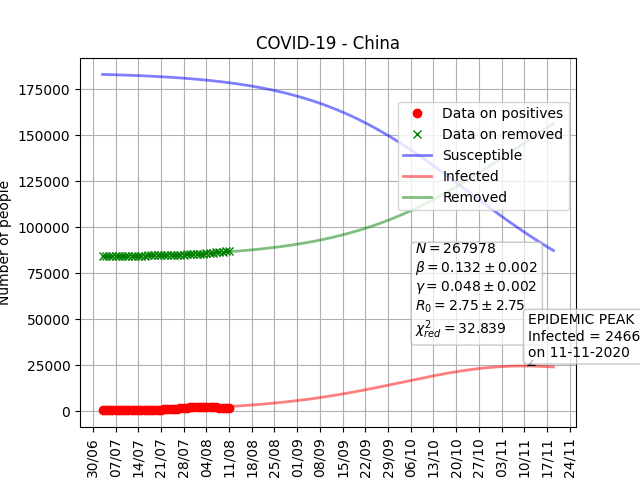 COVID-19 - China
Number of people
175000
150000
125000
100000
75000
50000
25000
0
Data on positives
Data on removed
Susceptible
Infected
Removed
N = 267978
β = 0.132 ± 0.002
γ = 0.048 ± 0.002
R₀ = 2.75 ± 2.75
χ²_red = 32.839
EPIDEMIC PEAK
Infected = 2466
on 11-11-2020
30/06 07/07 14/07 21/07 28/07 04/08 11/08 18/08 25/08 01/09 08/09 15/09 22/09 29/09 06/10 13/10 20/10 27/10 03/11 10/11 17/11 24/11